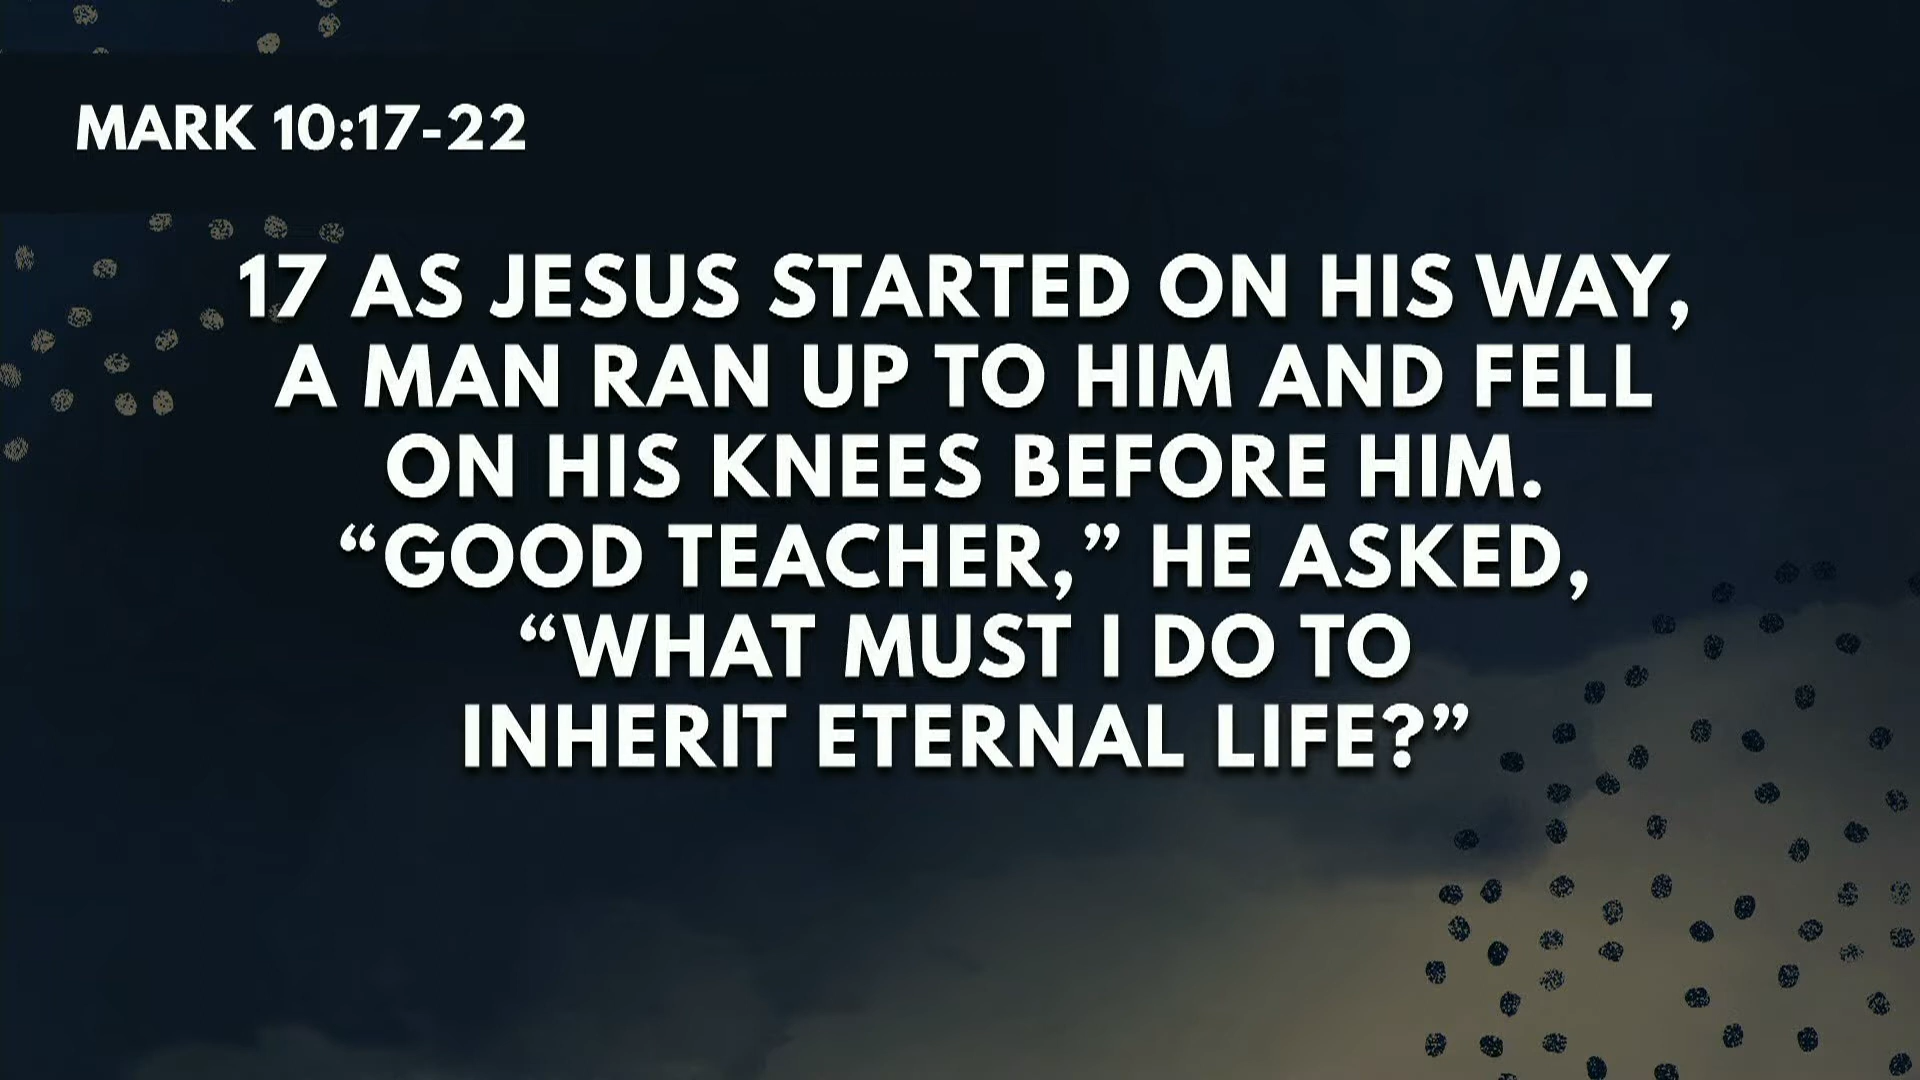 MARK 10:17-22
17 AS JESUS STARTED ON HIS WAY,
A MAN RAN UP TO HIM AND FELL
ON HIS KNEES BEFORE HIM.
“GOOD TEACHER,” HE ASKED,
“WHAT MUST I DO TO
INHERIT ETERNAL LIFE?”